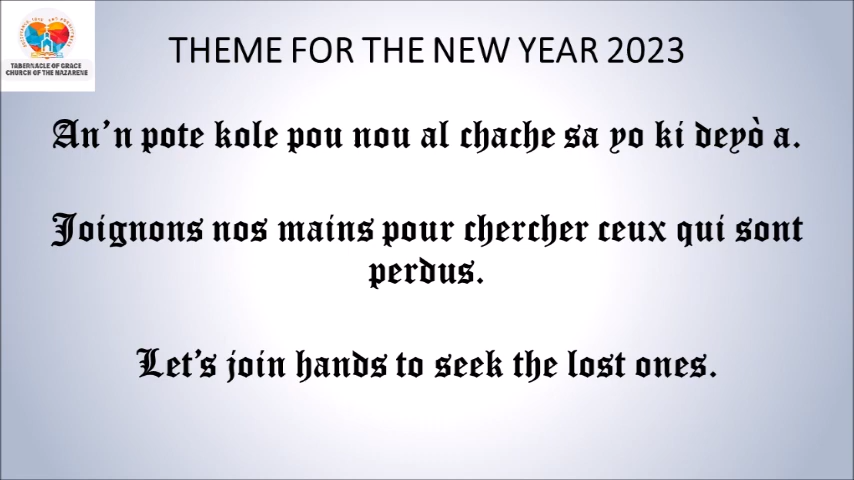 TABERNACLE OF GRACE
CHURCH OF THE NAZARENE
THEME FOR THE NEW YEAR 2023
An'n pote kole pou nou al chache sa yo ki deyò a.
Joignons nos mains pour chercher ceux qui sont
perdus.
Let's join hands to seek the lost ones.